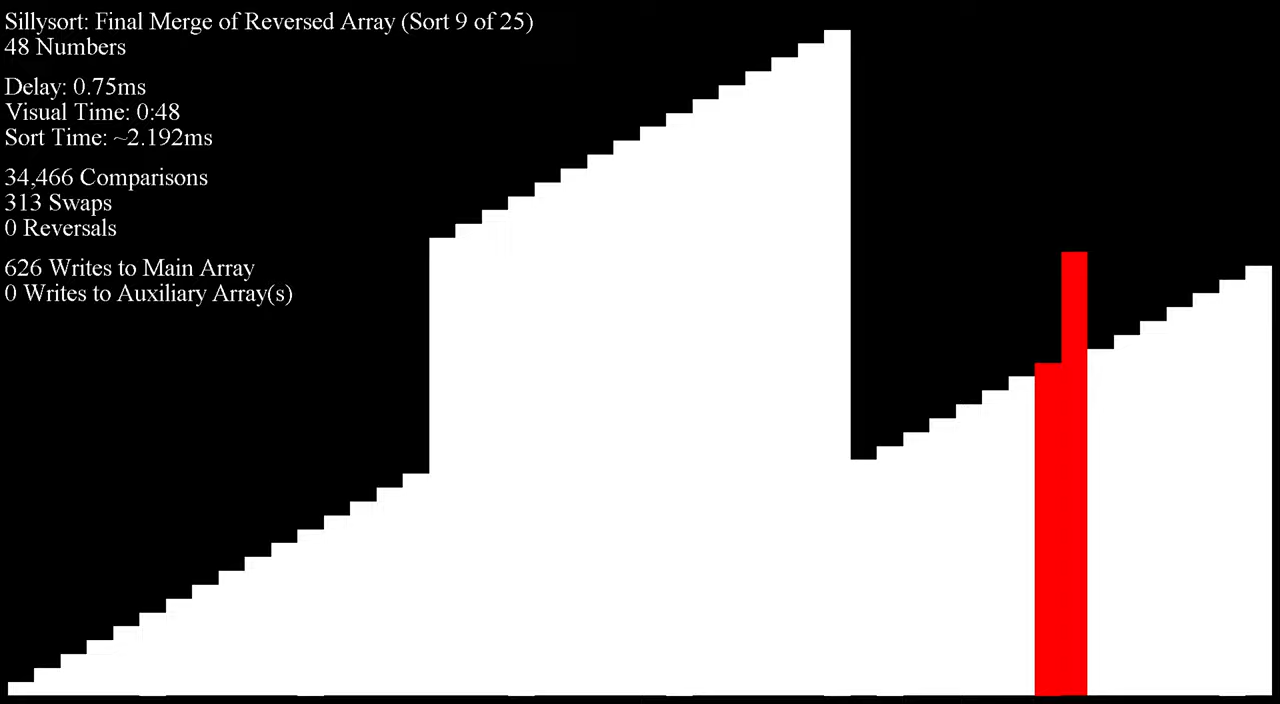 Sillysort: Final Merge of Reversed Array (Sort 9 of 25)
48 Numbers
Delay: 0.75ms
Visual Time: 0:48
Sort Time: ~2.192ms
34,466 Comparisons
313 Swaps
0 Reversals
626 Writes to Main Array
0 Writes to Auxiliary Array(s)